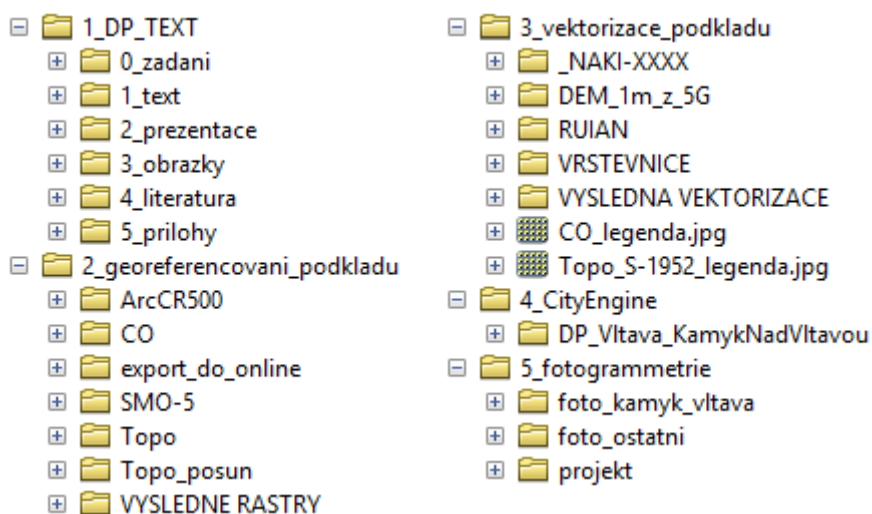 1_DP_TEXT
0_zadani
1_text
2_prezentace
3_obrazky
4_literatura
5_prilohy
2_georeferencovani_podkladu
ArcCR500
CO
export_do_online
SMO-5
Topo
Topo_posun
VYSLEDNE RASTRY
3_vektorizace_podkladu
_NAKI-XXXX
DEM_1m_z_5G
RUIAN
VRSTEVNICE
VYSLEDNA VEKTORIZACE
CO_legenda.jpg
Topo_S-1952_legenda.jpg
4_CityEngine
DP_Vltava_KamykNadVltavou
5_fotogrammetrie
foto_kamyk_vltava
foto_ostatni
projekt